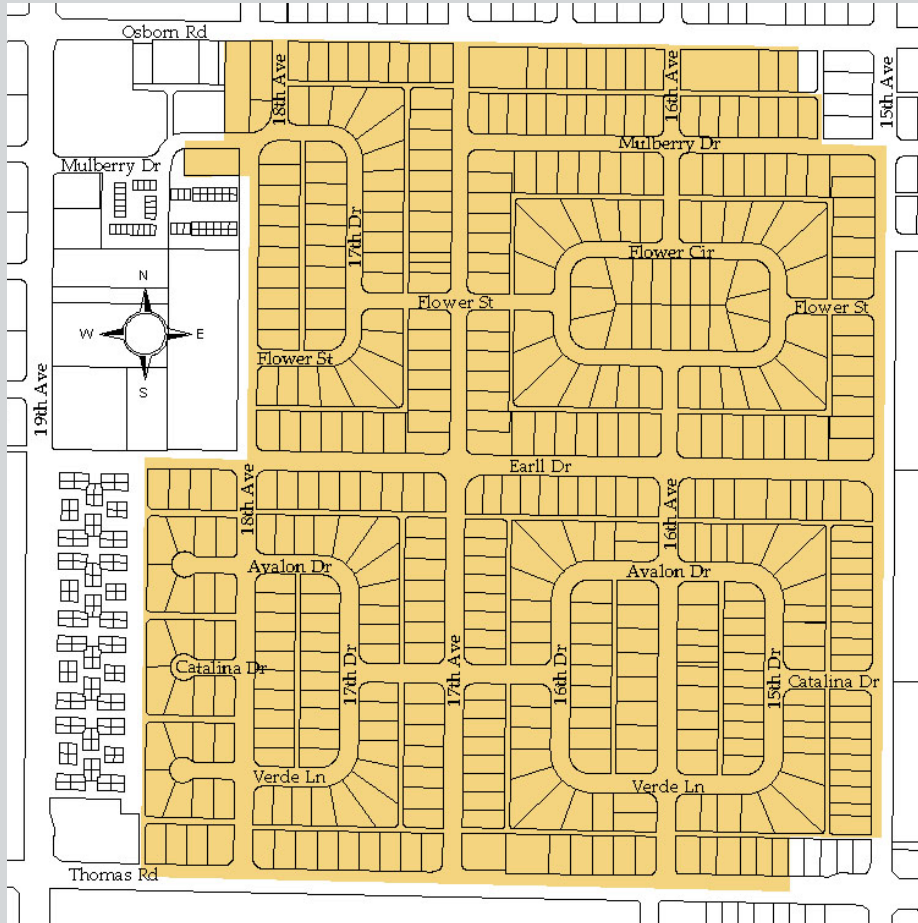 Osborn Rd
18th Ave
16th Ave
15th Ave
Mulberry Dr
Mulberry Dr
17th Dr
Flower Cir
N
W
E
S
Flower St
Flower St
Flower St
19th Ave
Earll Dr
18th Ave
16th Ave
Avalon Dr
Avalon Dr
Catalina Dr
17th Dr
17th Ave
16th Dr
15th Dr
Catalina Dr
Verde Ln
Verde Ln
Thomas Rd